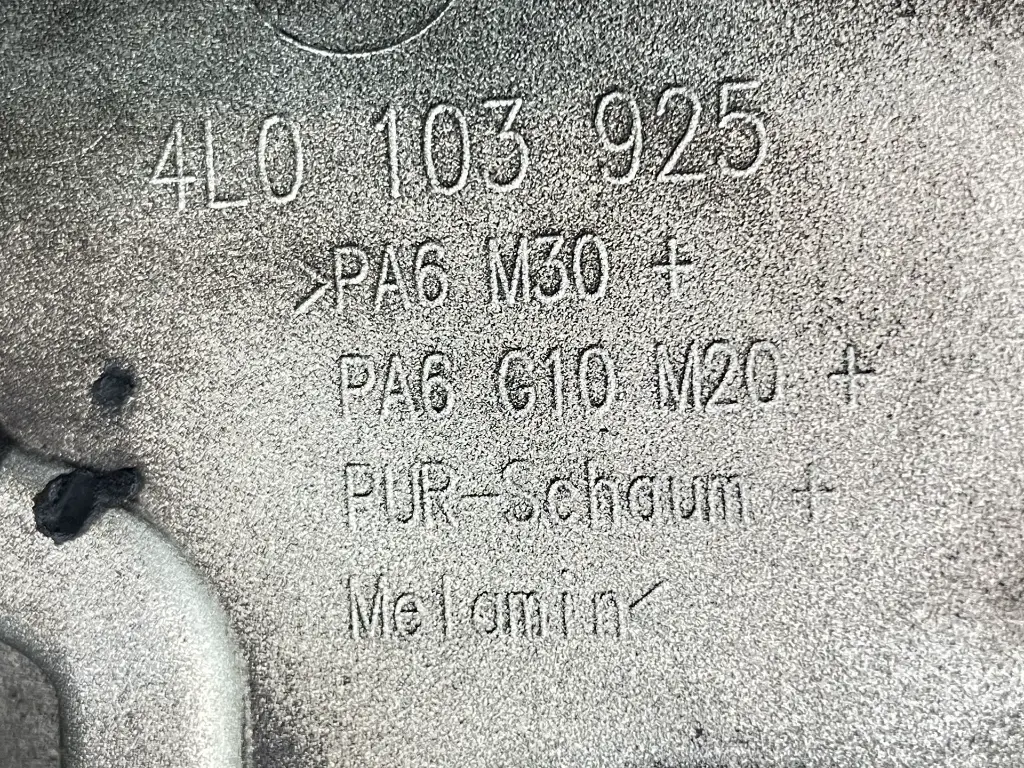 4L0 103 925
>PA6 M30 +
PA6 G10 M20 +
PUR-Schaum +
Melamin<